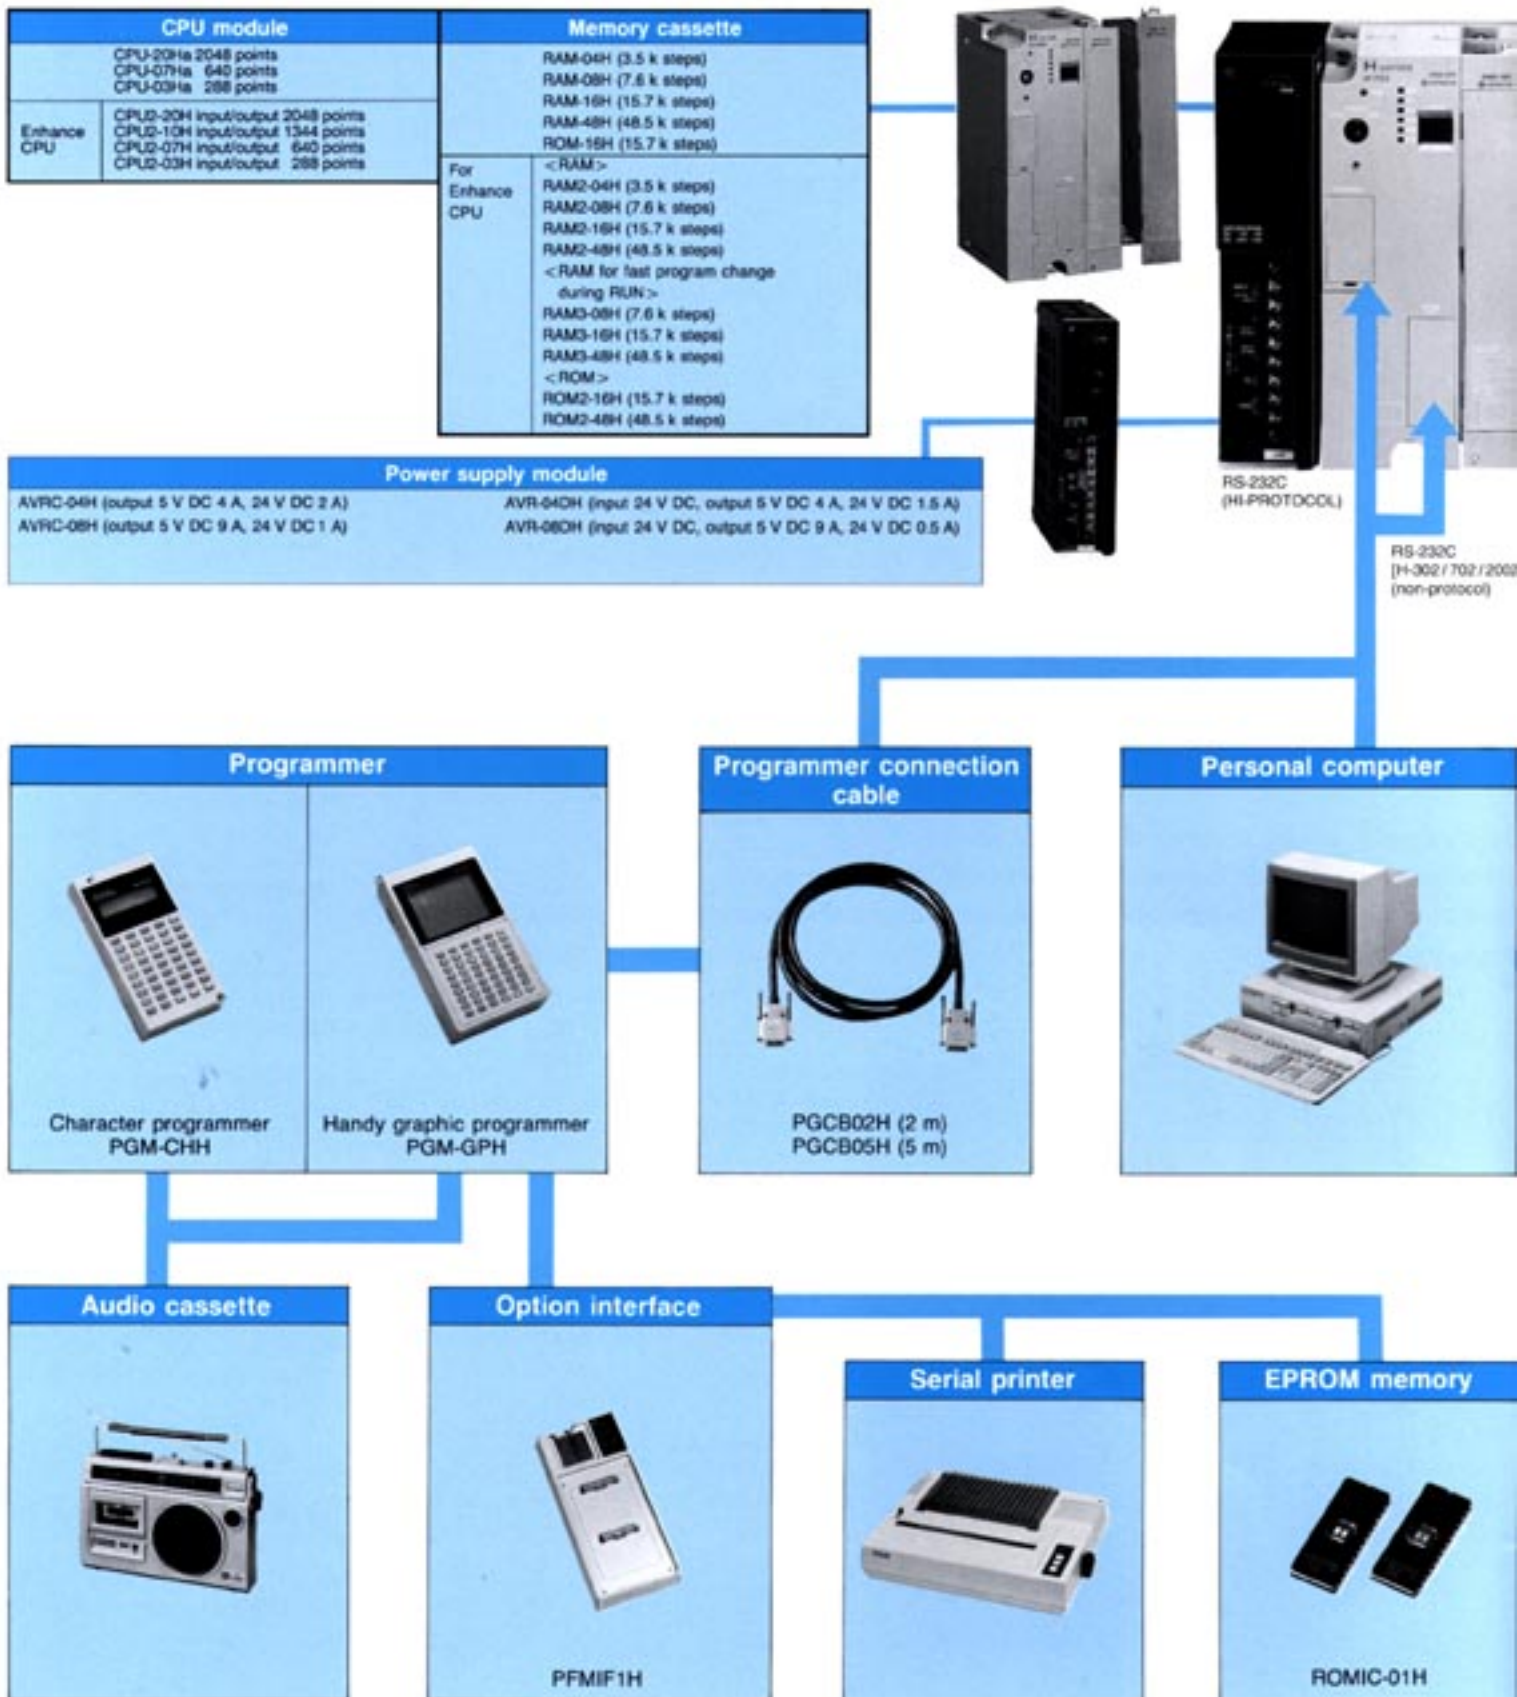 CPU module
CPU-20Ha 2048 points
CPU-07Ha 640 points
CPU-03Ha 288 points
Enhance
CPU
CPU2-20H input/output 2048 points
CPU2-10H input/output 1344 points
CPU2-07H input/output 640 points
CPU2-03H input/output 288 points
Memory cassette
RAM-04H (3.5 k steps)
RAM-08H (7.6 k steps)
RAM-16H (15.7 k steps)
RAM-48H (48.5 k steps)
ROM-16H (15.7 k steps)
For
Enhance
CPU
<RAM>
RAM2-04H (3.5 k steps)
RAM2-08H (7.6 k steps)
RAM2-16H (15.7 k steps)
RAM2-48H (48.5 k steps)
<RAM for fast program change
during RUN>
RAM3-08H (7.6 k steps)
RAM3-16H (15.7 k steps)
RAM3-48H (48.5 k steps)
<ROM>
ROM2-16H (15.7 k steps)
ROM2-48H (48.5 k steps)
Power supply module
AVRC-04H (output 5 V DC 4 A, 24 V DC 2 A)
AVRC-08H (output 5 V DC 9 A, 24 V DC 1 A)
AVR-04DH (input 24 V DC, output 5 V DC 4 A, 24 V DC 1.5 A)
AVR-08DH (input 24 V DC, output 5 V DC 9 A, 24 V DC 0.5 A)
RS-232C
(HI-PROTOCOL)
RS-232C
[H-302 / 702 / 2002
(non-protocol)
Programmer
Character programmer
PGM-CHH
Handy graphic programmer
PGM-GPH
Programmer connection
cable
PGCB02H (2 m)
PGCB05H (5 m)
Personal computer
Audio cassette
Option interface
PFMIF1H
Serial printer
EPROM memory
ROMIC-01H